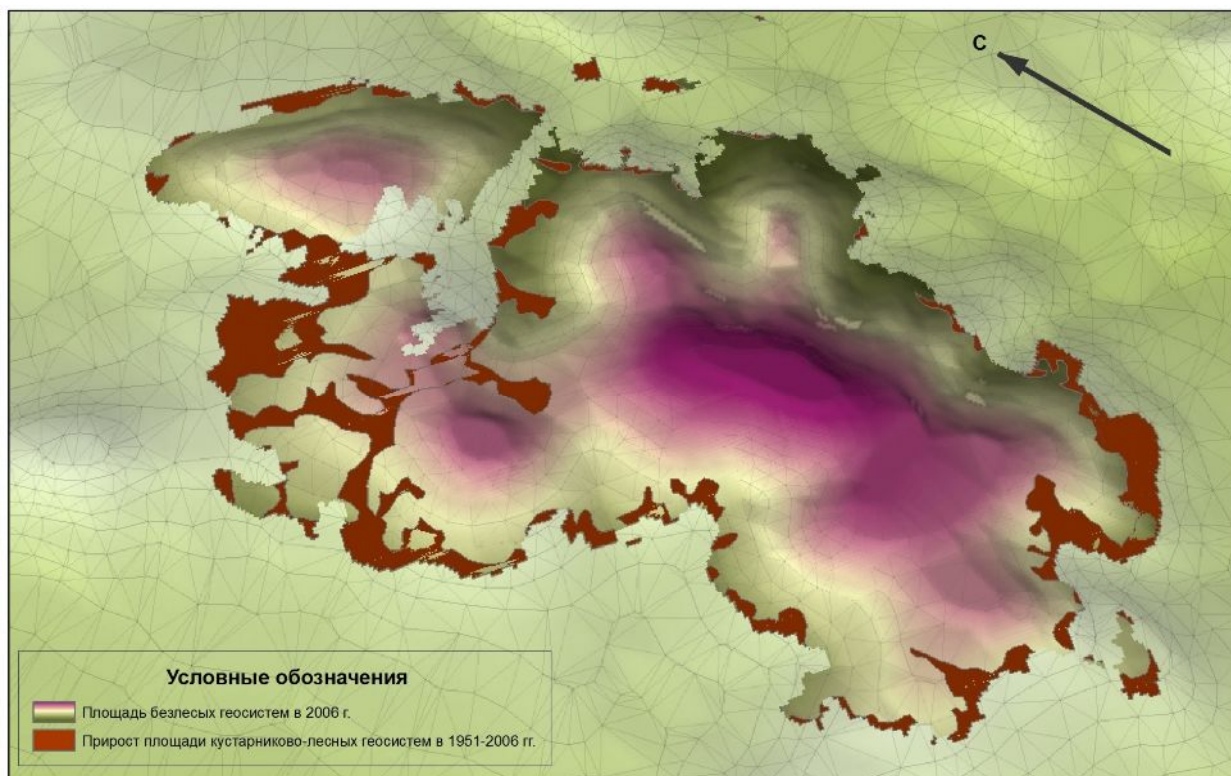 С
Условные обозначения
Площадь безлесых геосистем в 2006 г.
Прирост площади кустарниково-лесных геосистем в 1951-2006 гг.